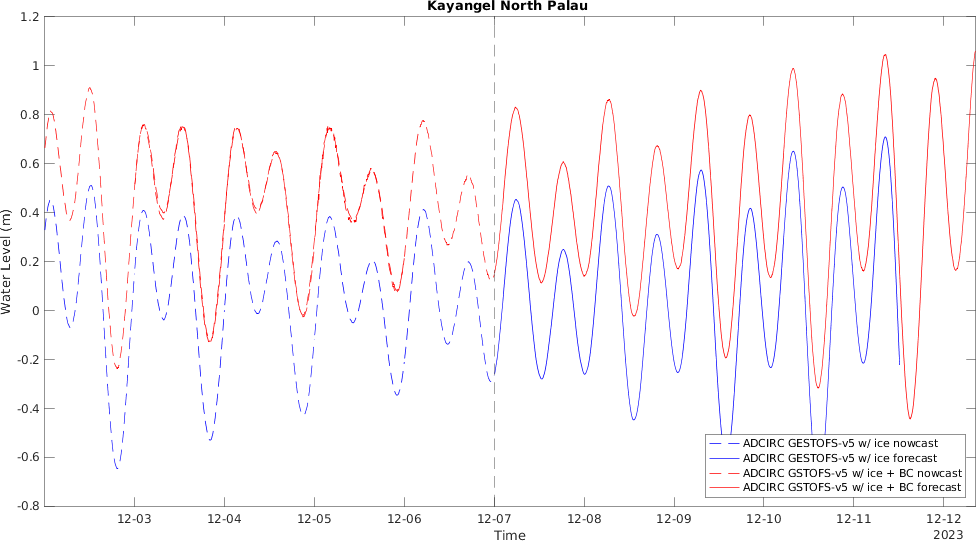 Kayangel North Palau
1.2
1
0.8
0.6
0.4
0.2
0
-0.2
-0.4
-0.6
-0.8
Water Level (m)
ADCIRC GESTOFS-v5 w/ ice nowcast
ADCIRC GESTOFS-v5 w/ ice forecast
ADCIRC GSTOFS-v5 w/ ice + BC nowcast
ADCIRC GSTOFS-v5 w/ ice + BC forecast
12-03 12-04 12-05 12-06 12-07 12-08 12-09 12-10 12-11 12-12
Time
2023